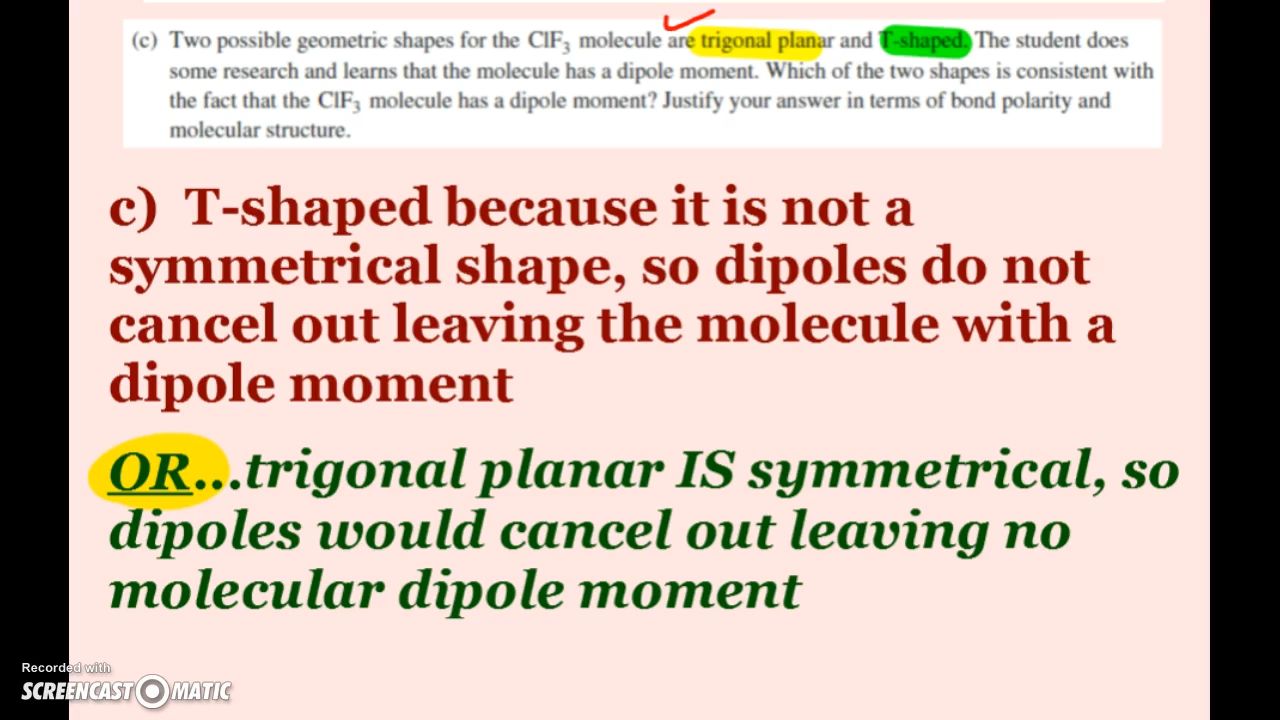 (c) Two possible geometric shapes for the ClF₃ molecule are trigonal planar and T-shaped. The student does
some research and learns that the molecule has a dipole moment. Which of the two shapes is consistent with
the fact that the ClF₃ molecule has a dipole moment? Justify your answer in terms of bond polarity and
molecular structure.
c) T-shaped because it is not a
symmetrical shape, so dipoles do not
cancel out leaving the molecule with a
dipole moment
OR...trigonal planar IS symmetrical, so
dipoles would cancel out leaving no
molecular dipole moment
Recorded with
SCREENCAST O MATIC